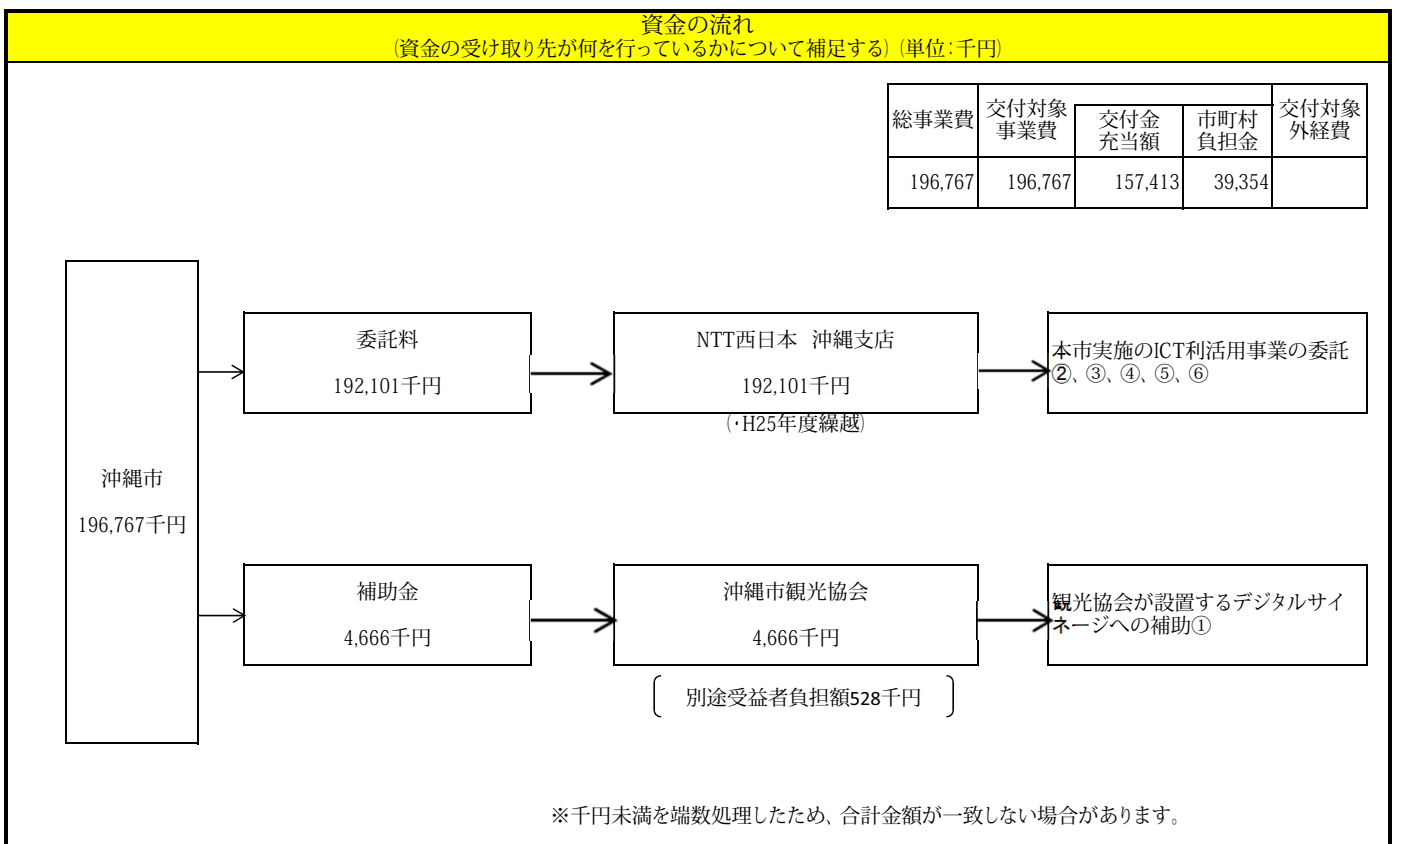 資金の流れ
(資金の受け取り先が何を行っているかについて補足する)(単位:千円)
総事業費
交付対象
事業費
交付金
充当額
市町村
負担金
交付対象
外経費
196,767
196,767
157,413
39,354
沖縄市
196,767千円
委託料
192,101千円
NTT西日本 沖縄支店
192,101千円
(・H25年度繰越)
本市実施のICT利活用事業の委託
②、③、④、⑤、⑥
補助金
4,666千円
沖縄市観光協会
4,666千円
観光協会が設置するデジタルサイ
ネージへの補助①
別途受益者負担額528千円
※千円未満を端数処理したため、合計金額が一致しない場合があります。